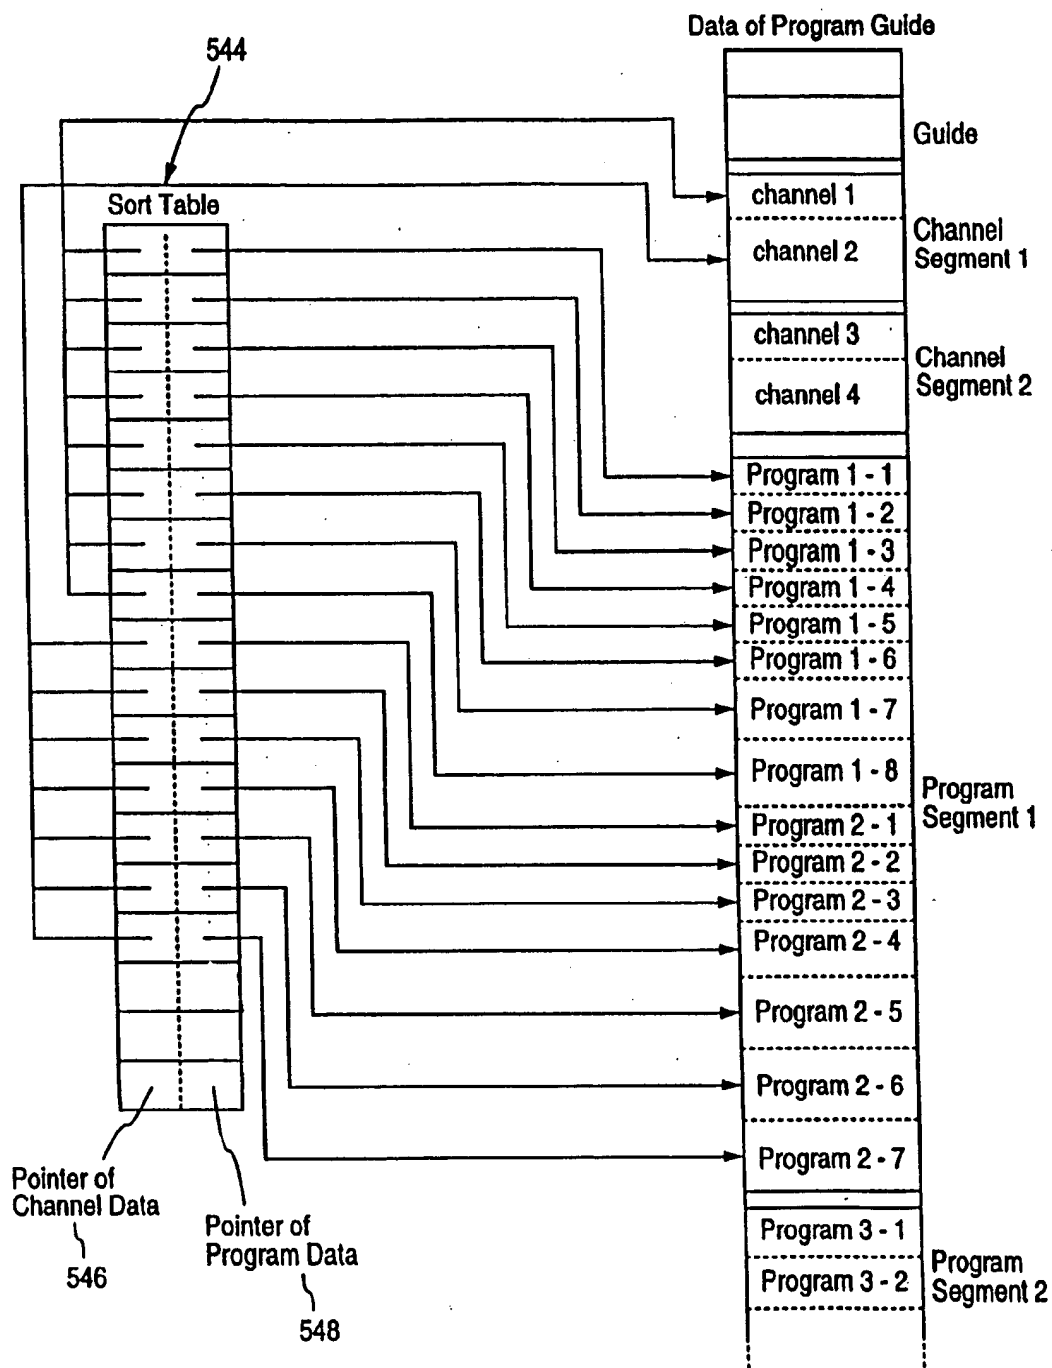 Data of Program Guide
544
Guide
Sort Table
channel 1
channel 2
Channel
Segment 1
channel 3
channel 4
Channel
Segment 2
Program 1 - 1
Program 1 - 2
Program 1 - 3
Program 1 - 4
Program 1 - 5
Program 1 - 6
Program 1 - 7
Program 1 - 8
Program 2 - 1
Program 2 - 2
Program 2 - 3
Program 2 - 4
Program 2 - 5
Program 2 - 6
Program 2 - 7
Program
Segment 1
Program 3 - 1
Program 3 - 2
Program
Segment 2
Pointer of
Channel Data
546
Pointer of
Program Data
548